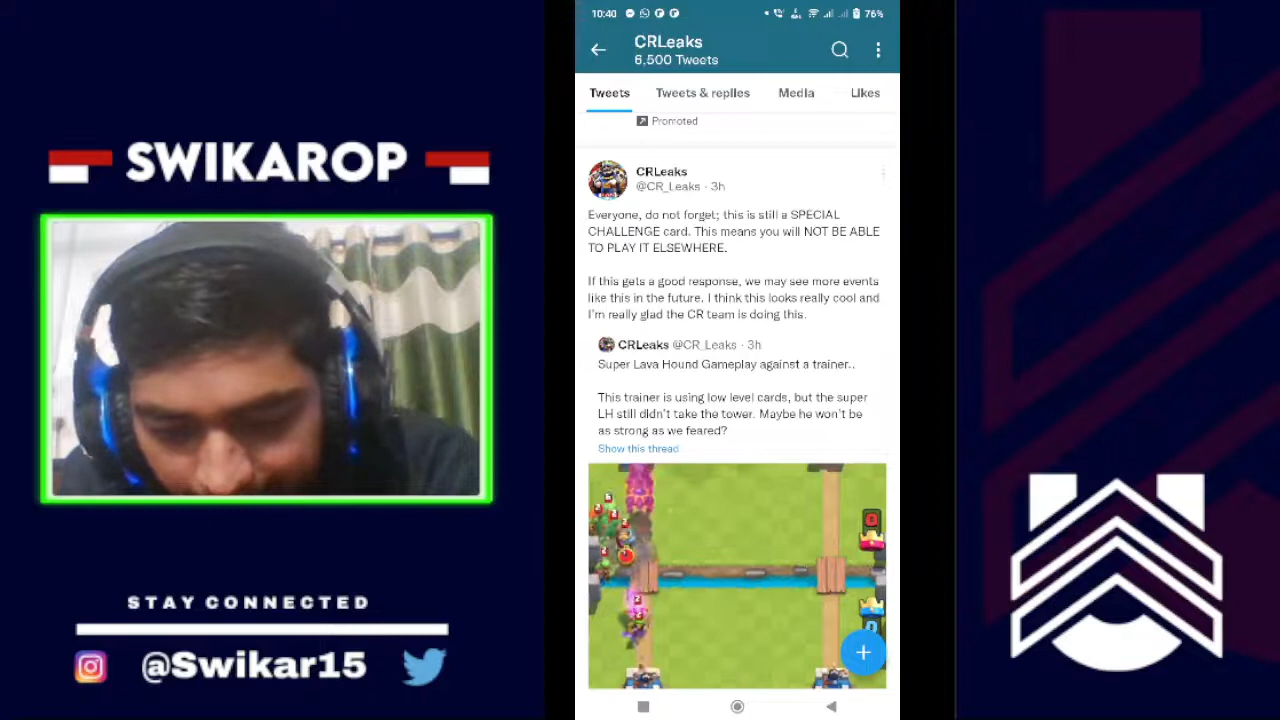 SWIKAROP
STAY CONNECTED
@Swikar15
10:40
76%
CRLeaks
6,500 Tweets
Tweets
Tweets & replies
Media
Likes
Promoted
CRLeaks
@CR_Leaks · 3h
Everyone, do not forget; this is still a SPECIAL
CHALLENGE card. This means you will NOT BE ABLE
TO PLAY IT ELSEWHERE.
If this gets a good response, we may see more events
like this in the future. I think this looks really cool and
I'm really glad the CR team is doing this.
CRLeaks @CR_Leaks · 3h
Super Lava Hound Gameplay against a trainer..
This trainer is using low level cards, but the super
LH still didn't take the tower. Maybe he won't be
as strong as we feared?
Show this thread